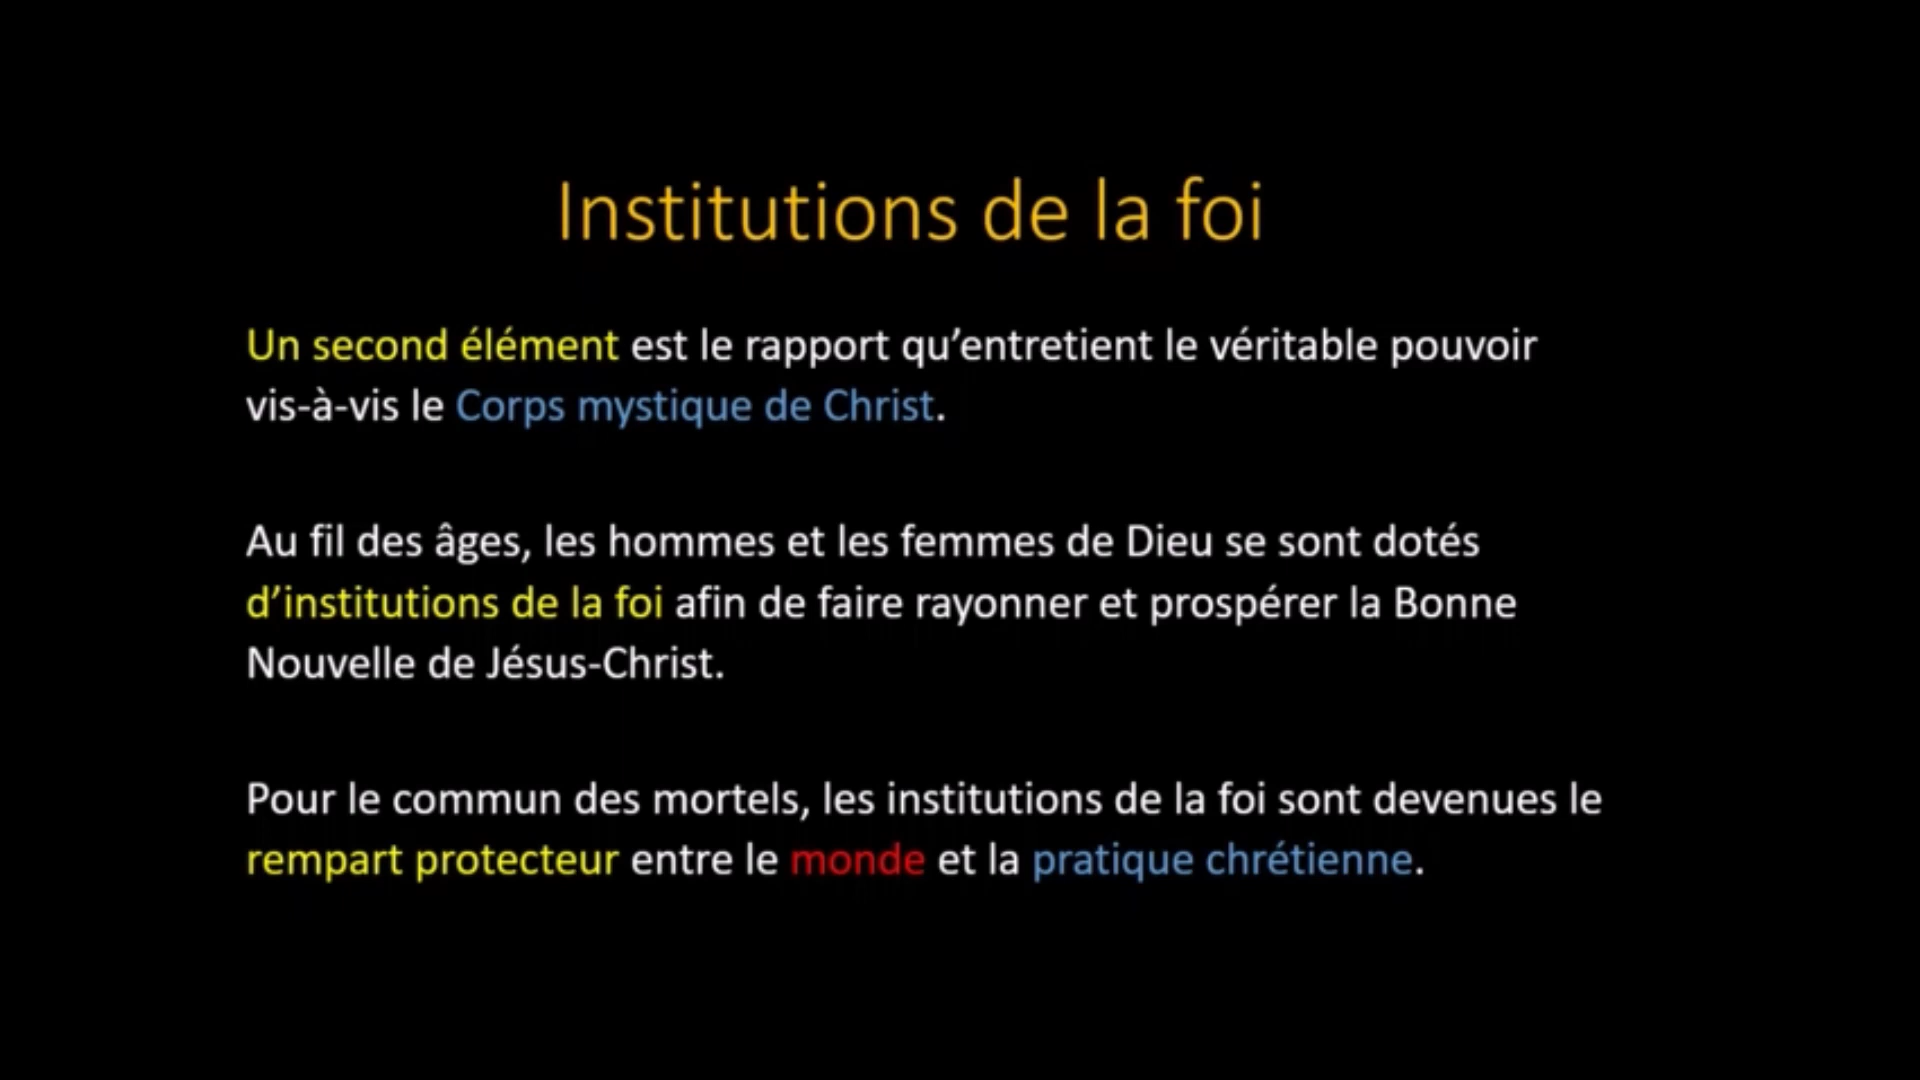 Institutions de la foi
Un second élément est le rapport qu’entretient le véritable pouvoir
vis-à-vis le Corps mystique de Christ.
Au fil des âges, les hommes et les femmes de Dieu se sont dotés
d’institutions de la foi afin de faire rayonner et prospérer la Bonne
Nouvelle de Jésus-Christ.
Pour le commun des mortels, les institutions de la foi sont devenues le
rempart protecteur entre le monde et la pratique chrétienne.